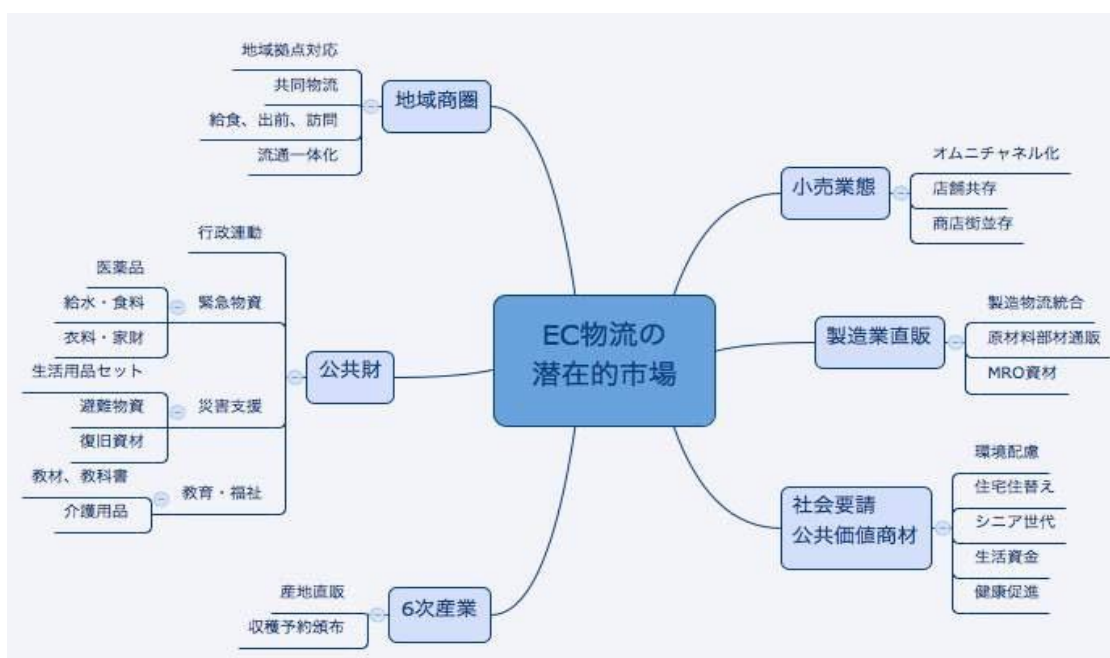 EC物流の
潜在的市場
地域商圏
地域拠点対応
共同物流
給食、出前、訪問
流通一体化
公共財
行政連動
緊急物資
医薬品
給水・食料
衣料・家財
災害支援
生活用品セット
避難物資
復旧資材
教育・福祉
教材、教科書
介護用品
6次産業
産地直販
収穫予約頒布
小売業態
オムニチャネル化
店舗共存
商店街並存
製造業直販
製造物流統合
原材料部材通販
MRO資材
社会要請
公共価値商材
環境配慮
住宅住替え
シニア世代
生活資金
健康促進